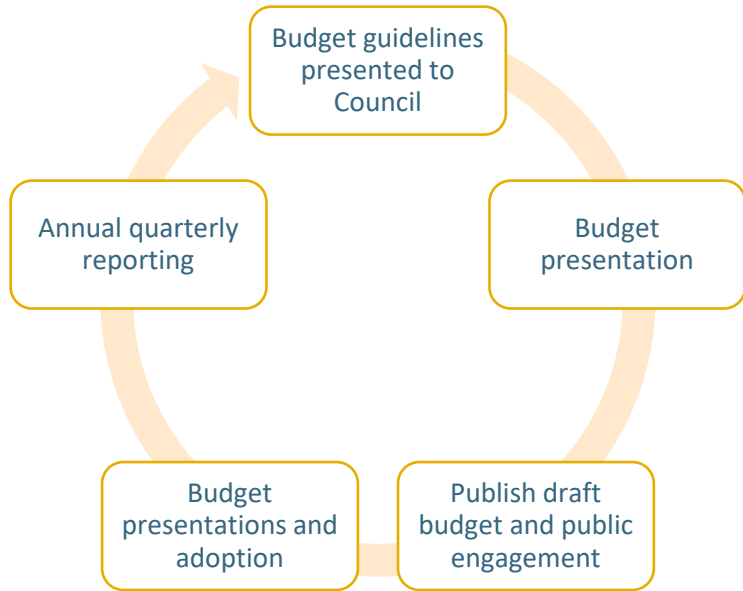 Budget guidelines
presented to
Council
Budget
presentation
Publish draft
budget and public
engagement
Budget
presentations and
adoption
Annual quarterly
reporting